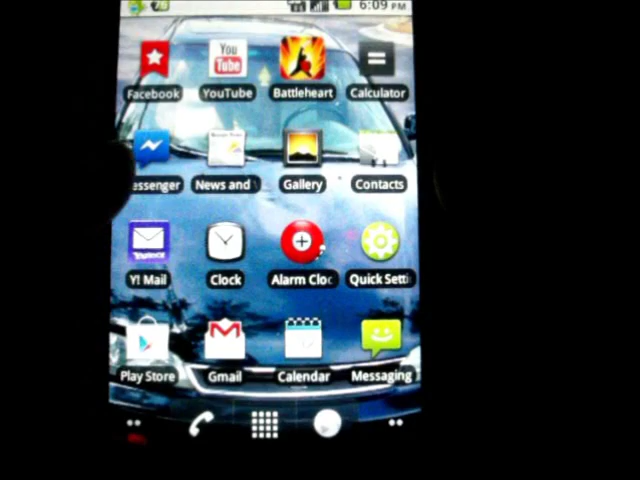 6:09 PM
You
Tube
Facebook YouTube Battleheart Calculator
essenger News and Gallery Contacts
YAHOO!
Y! Mail Clock Alarm Cloc Quick Setti
Play Store Gmail Calendar Messaging